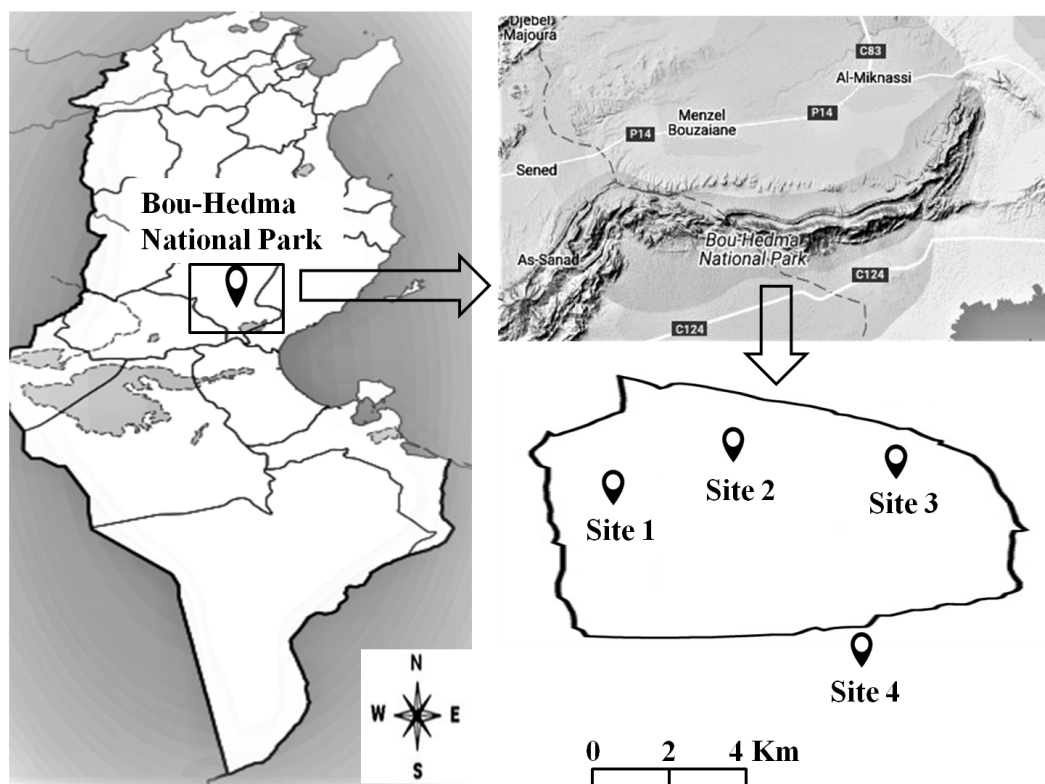 Bou-Hedma
National Park
N
W E
S
Djebel
Majoura
C83
Al-Miknassi
P14
Menzel
Bouzaiane
P14
Sened
Bou-Hedma
National Park
As-Sanad
C124
C124
Site 1
Site 2
Site 3
Site 4
0 2 4 Km